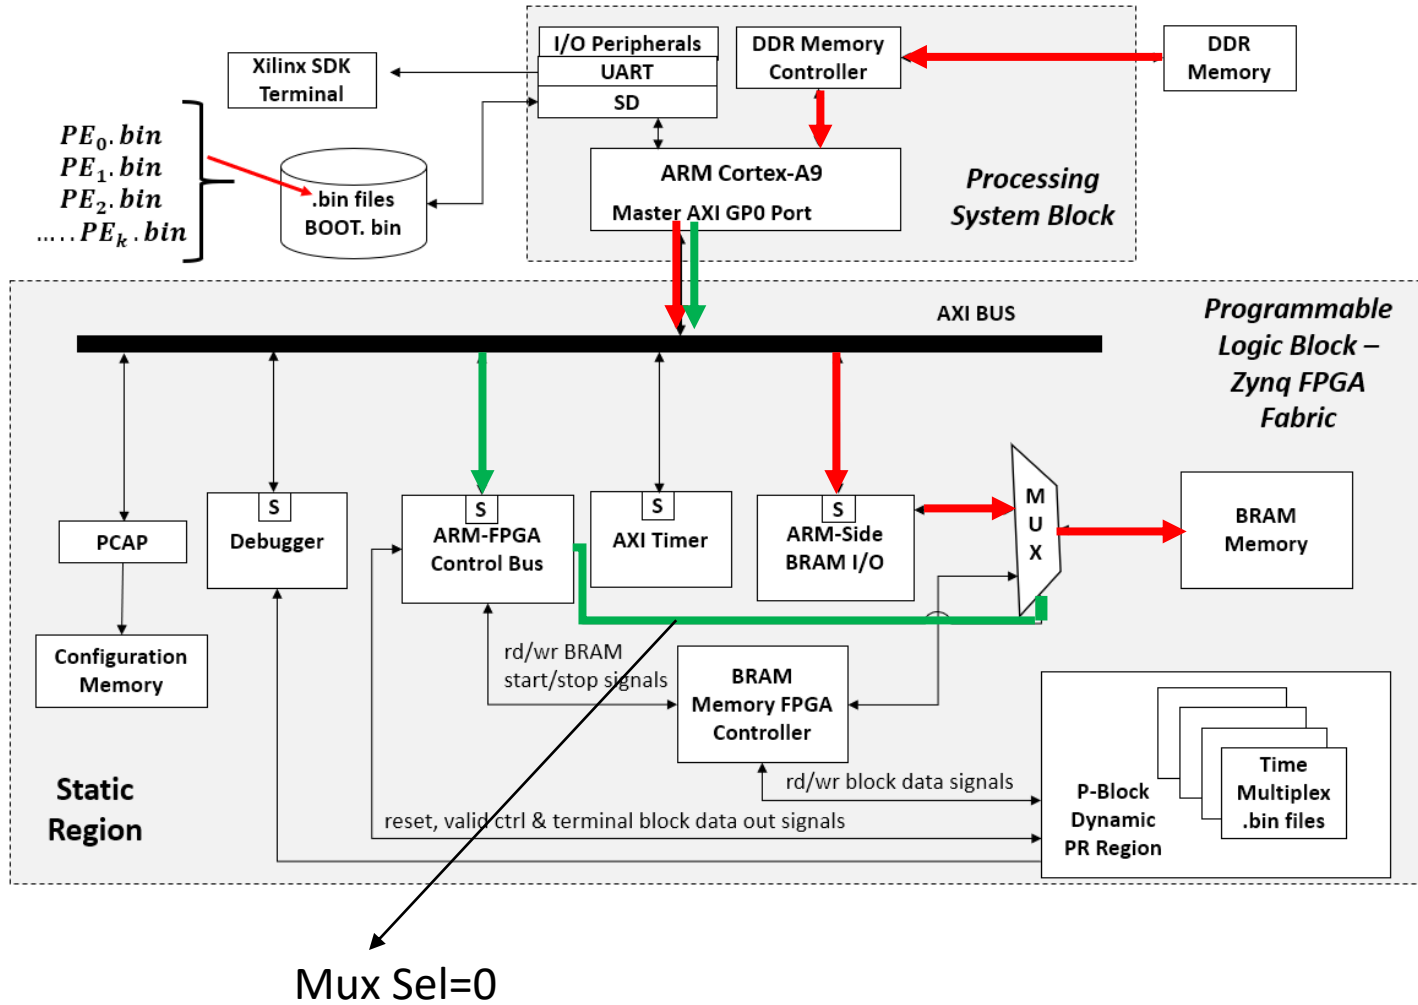 I/O Peripherals
UART
SD
DDR Memory
Controller
DDR
Memory
Xilinx SDK
Terminal
PE₀. bin
PE₁. bin
PE₂. bin
..... PEₖ . bin
.bin files
BOOT. bin
ARM Cortex-A9
Master AXI GP0 Port
Processing
System Block
AXI BUS
Programmable
Logic Block –
Zynq FPGA
Fabric
PCAP
S
Debugger
S
ARM-FPGA
Control Bus
S
AXI Timer
S
ARM-Side
BRAM I/O
M
U
X
BRAM
Memory
Configuration
Memory
rd/wr BRAM
start/stop signals
BRAM
Memory FPGA
Controller
rd/wr block data signals
reset, valid ctrl & terminal block data out signals
Static
Region
P-Block
Dynamic
PR Region
Time
Multiplex
.bin files
Mux Sel=0